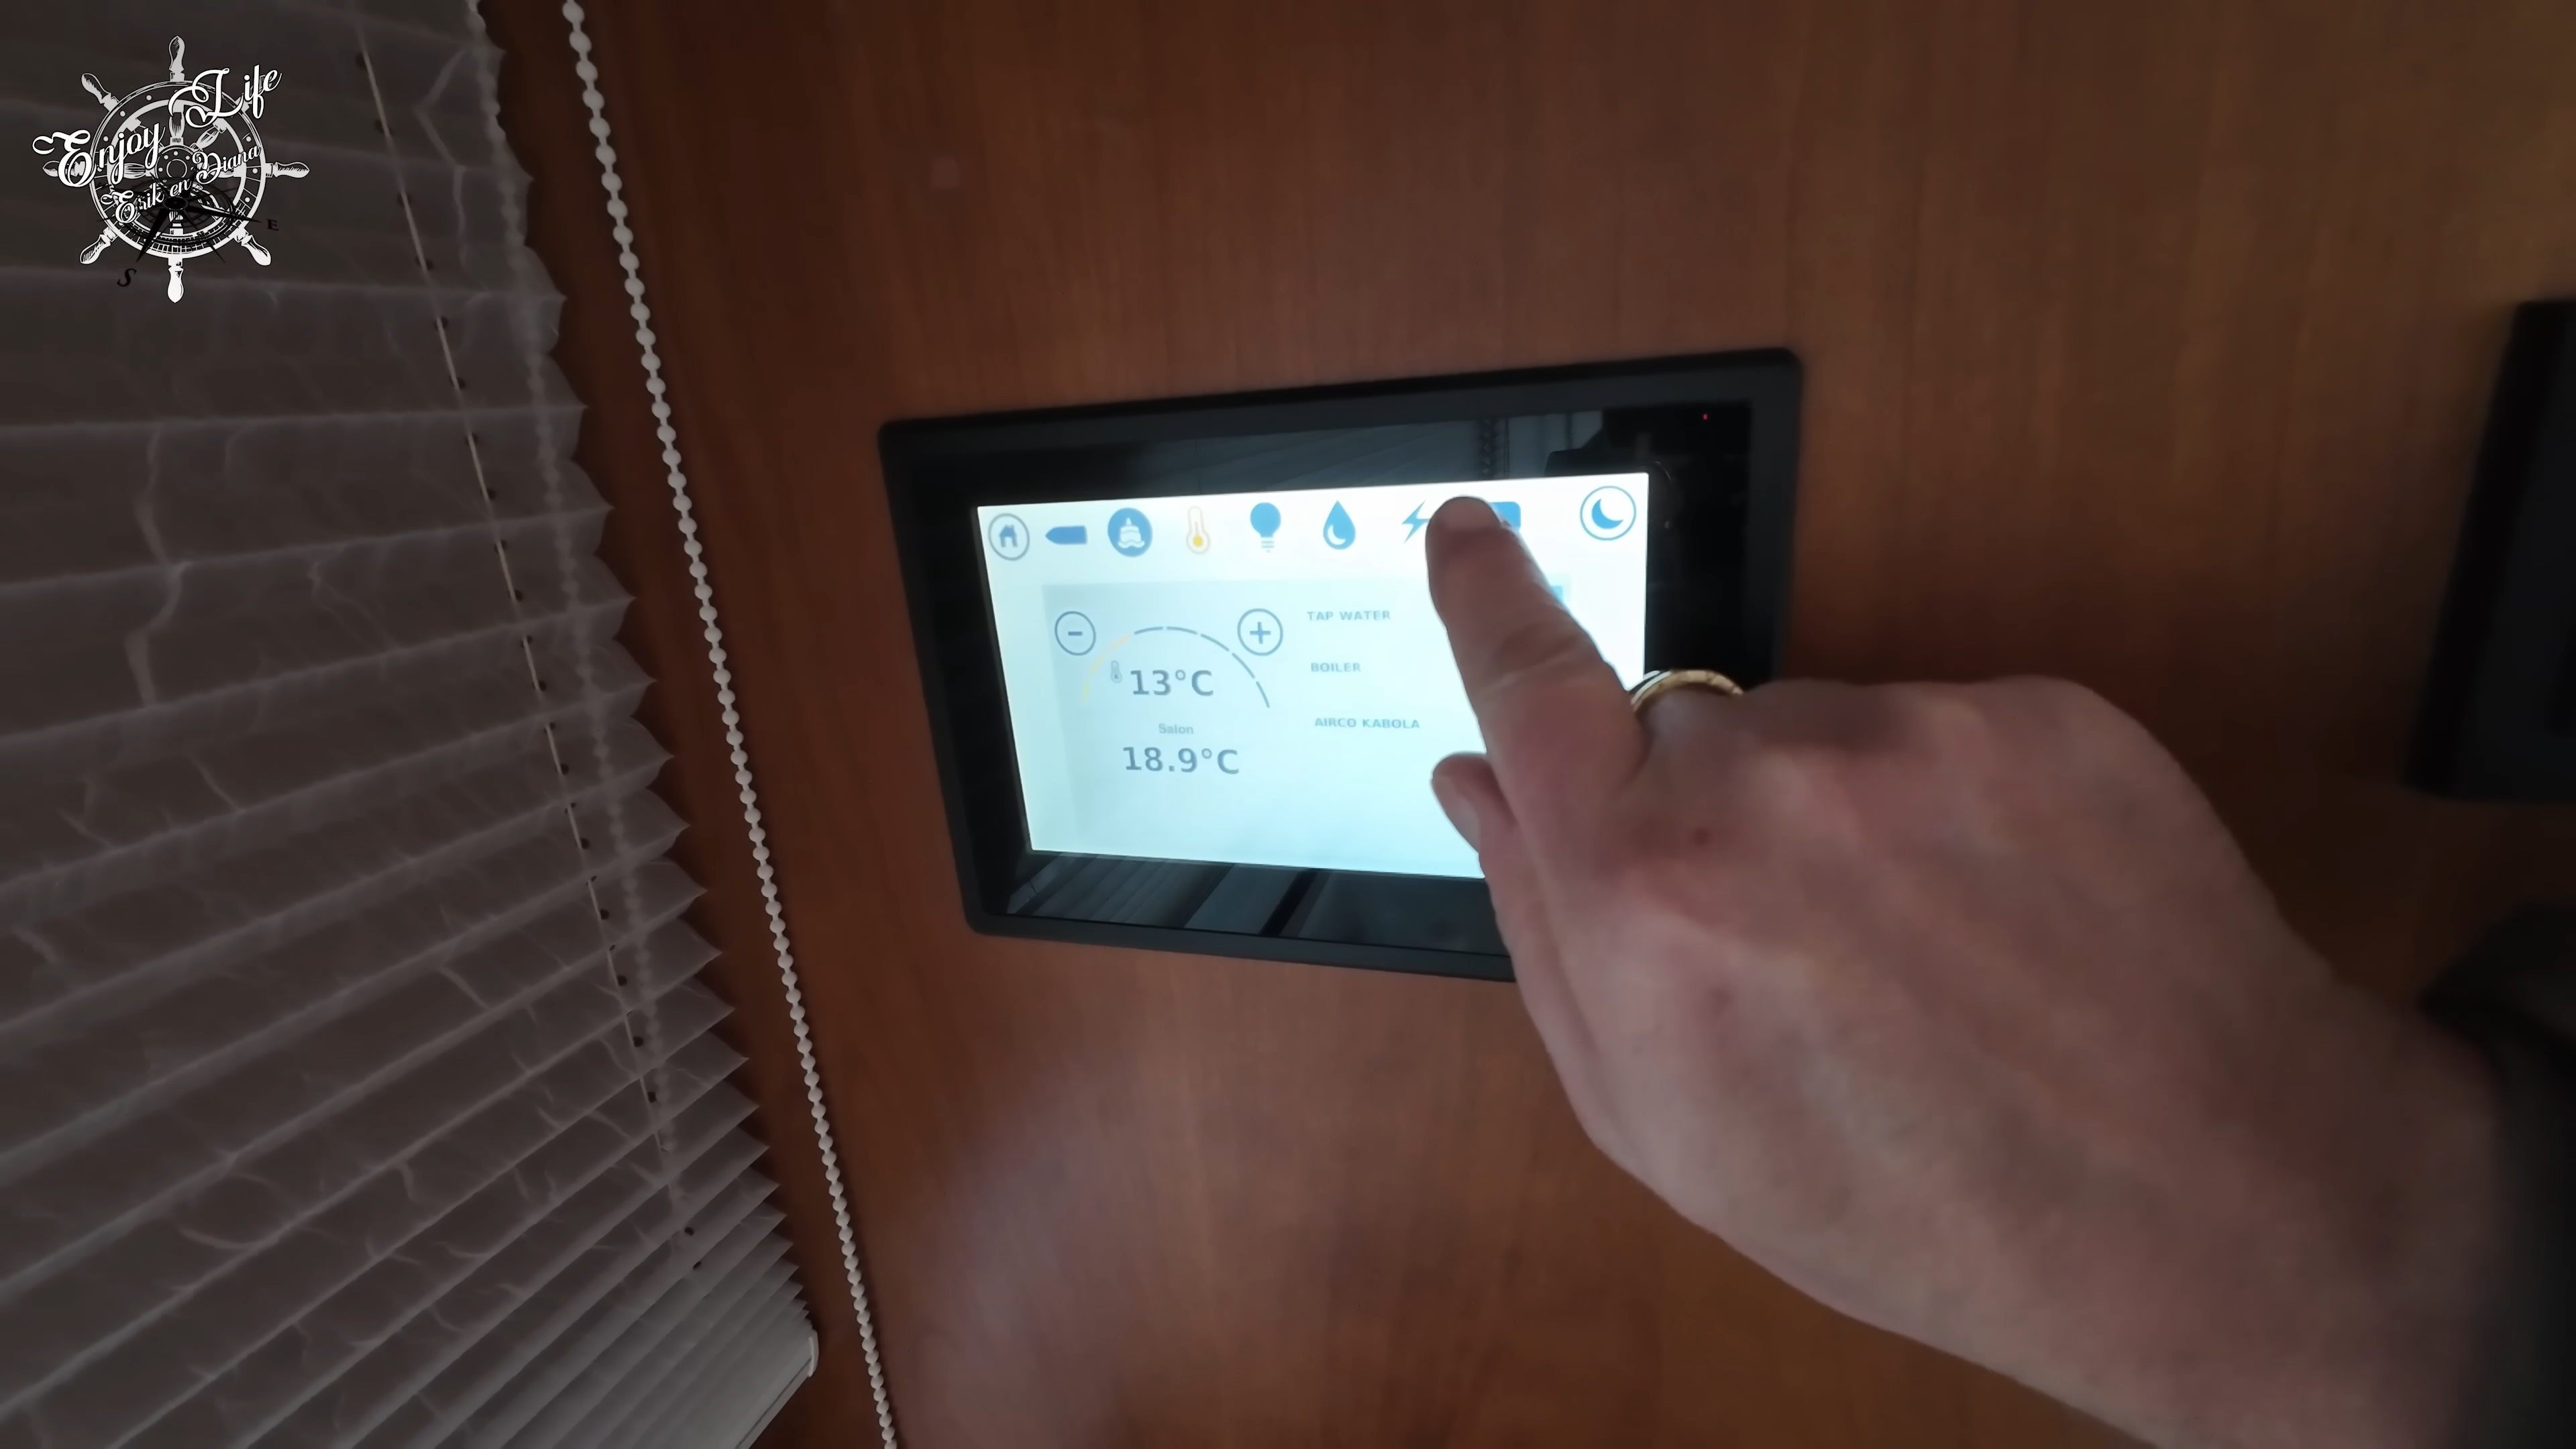 Enjoy Life
Erik en Diana
E
S
TAP WATER
BOILER
AIRCO KABOLA
13°C
Salon
18.9°C